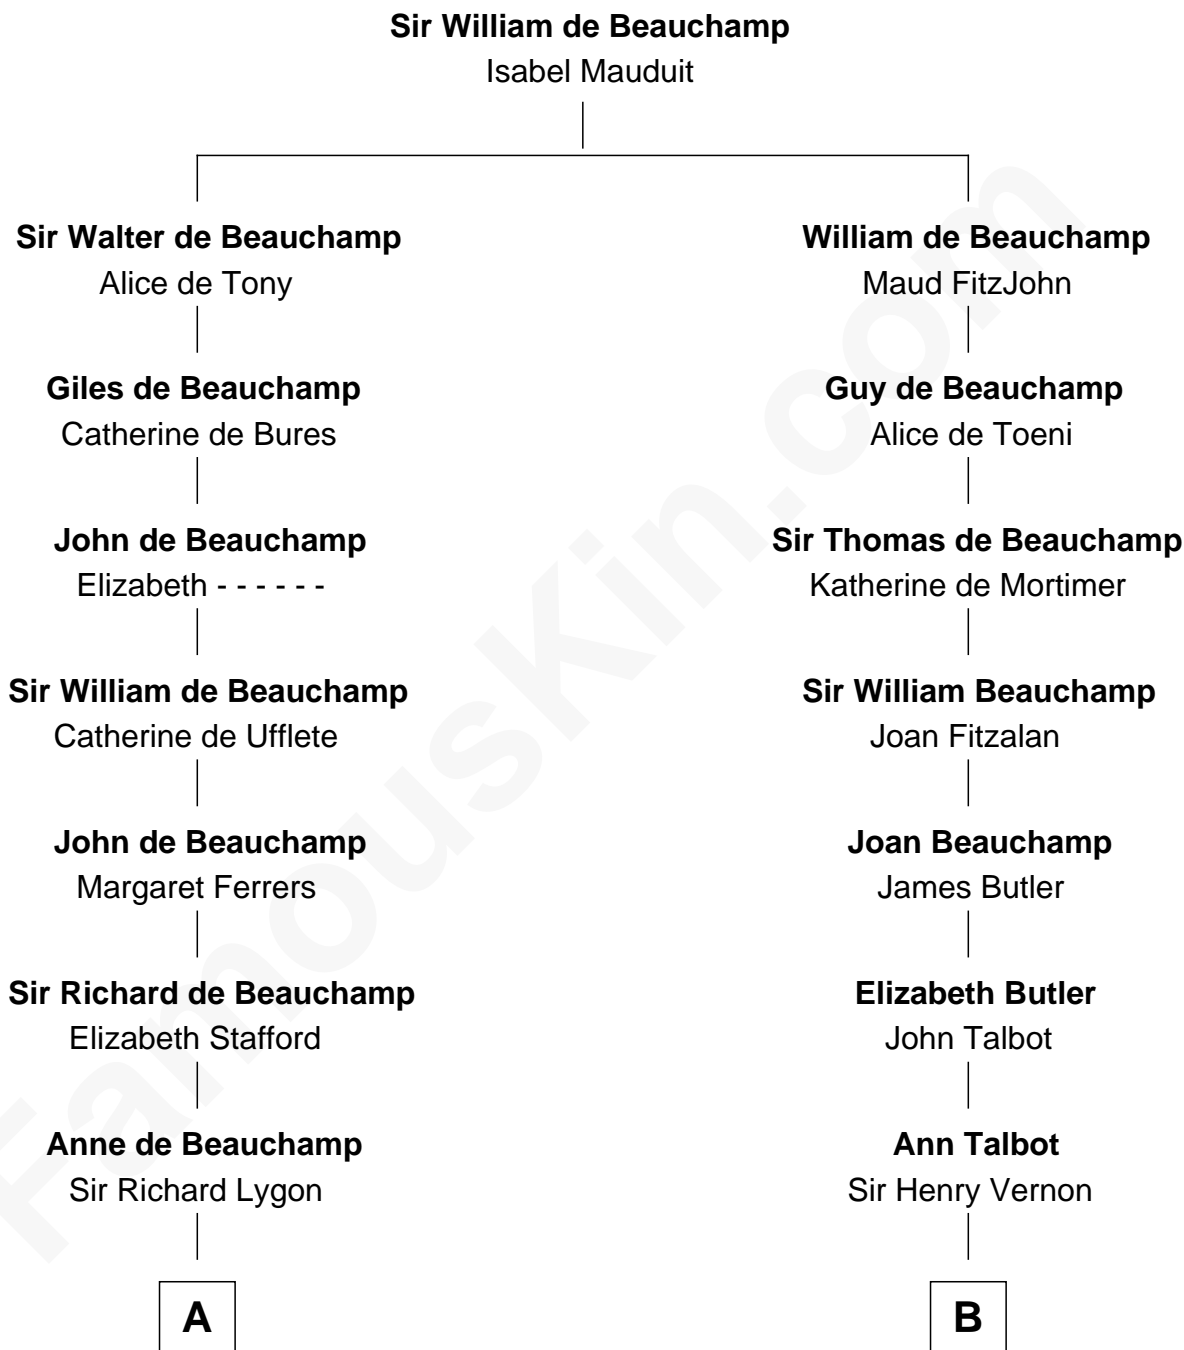 Sir William de Beauchamp
Isabel Mauduit
Sir Walter de Beauchamp
Alice de Tony
William de Beauchamp
Maud FitzJohn
Giles de Beauchamp
Catherine de Bures
Guy de Beauchamp
Alice de Toeni
John de Beauchamp
Elizabeth - - - - - -
Sir Thomas de Beauchamp
Katherine de Mortimer
Sir William de Beauchamp
Catherine de Ufflete
Sir William Beauchamp
Joan Fitzalan
John de Beauchamp
Margaret Ferrers
Joan Beauchamp
James Butler
Sir Richard de Beauchamp
Elizabeth Stafford
Elizabeth Butler
John Talbot
Anne de Beauchamp
Sir Richard Lygon
Ann Talbot
Sir Henry Vernon
A
B
FamousKin.com